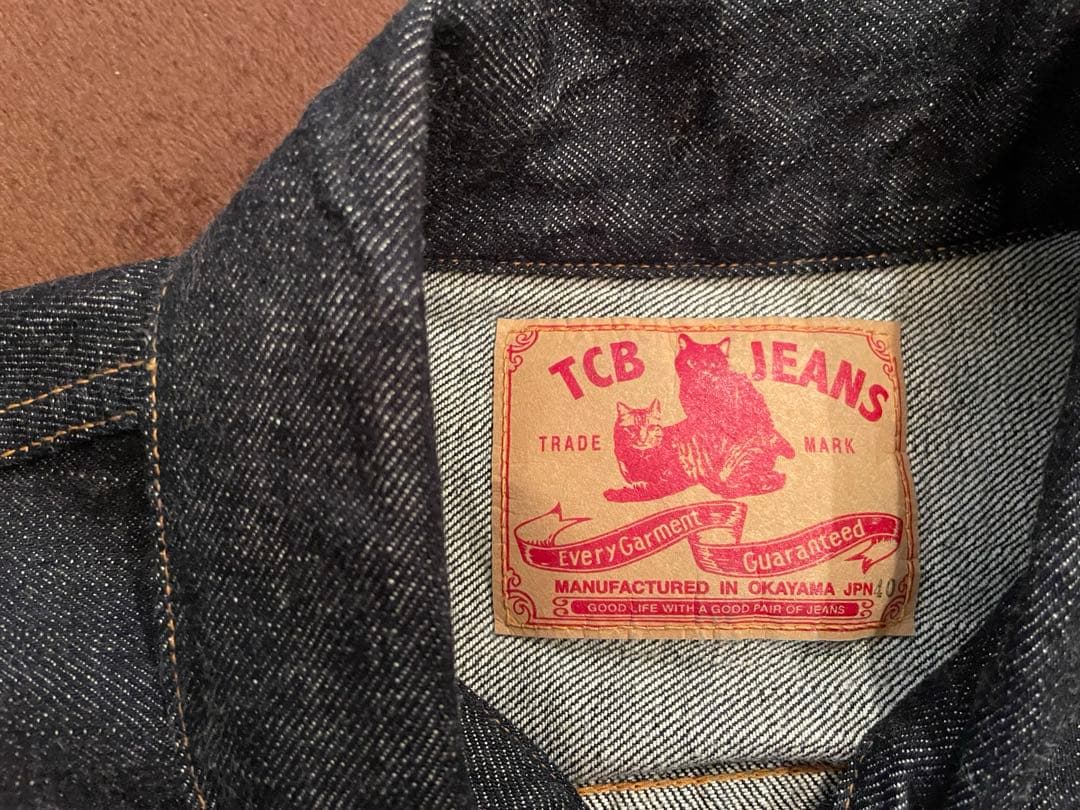 TCB JEANS
TRADE MARK
Every Garment Guaranteed
MANUFACTURED IN OKAYAMA JPN 40
GOOD LIFE WITH A GOOD PAIR OF JEANS